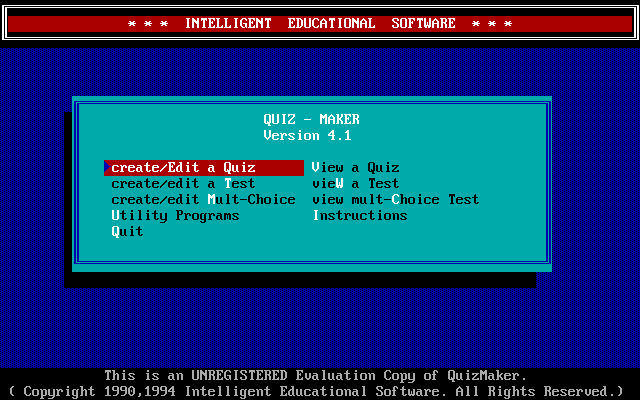 * * *  INTELLIGENT  EDUCATIONAL  SOFTWARE  * * *
QUIZ - MAKER
Version 4.1
create/Edit a Quiz  View a Quiz
create/edit a Test  vieW a Test
create/edit Mult-Choice  view mult-Choice Test
Utility Programs  Instructions
Quit
This is an UNREGISTERED Evaluation Copy of QuizMaker.
( Copyright 1990,1994 Intelligent Educational Software. All Rights Reserved.)